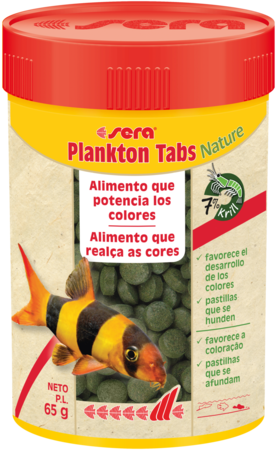 sera
sera
Plankton Tabs Nature
Alimento que
potencia los
colores
Alimento que
realça as cores
7% Krill
✓ favorece el
desarrollo
de los
colores
✓ pastillas
que se
hunden
✓ favorece a
coloração
✓ pastilhas
que se
afundam
NETO
P.L.
65 g